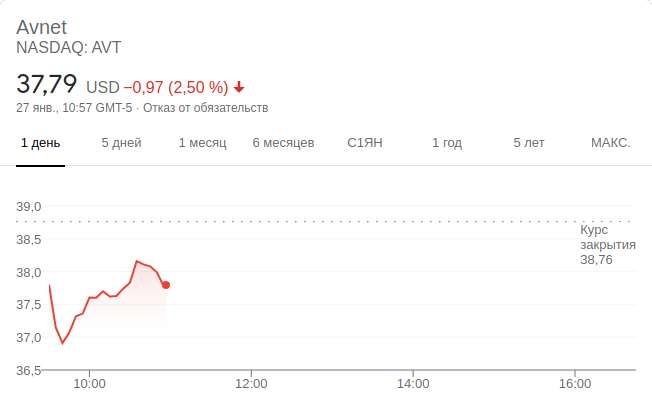 Avnet
NASDAQ: AVT
37,79 USD −0,97 (2,50 %)
27 янв., 10:57 GMT-5 · Отказ от обязательств
1 день 5 дней 1 месяц 6 месяцев С1ЯН 1 год 5 лет МАКС.
39,0
38,5
38,0
37,5
37,0
36,5
Курс
закрытия
38,76
10:00 12:00 14:00 16:00